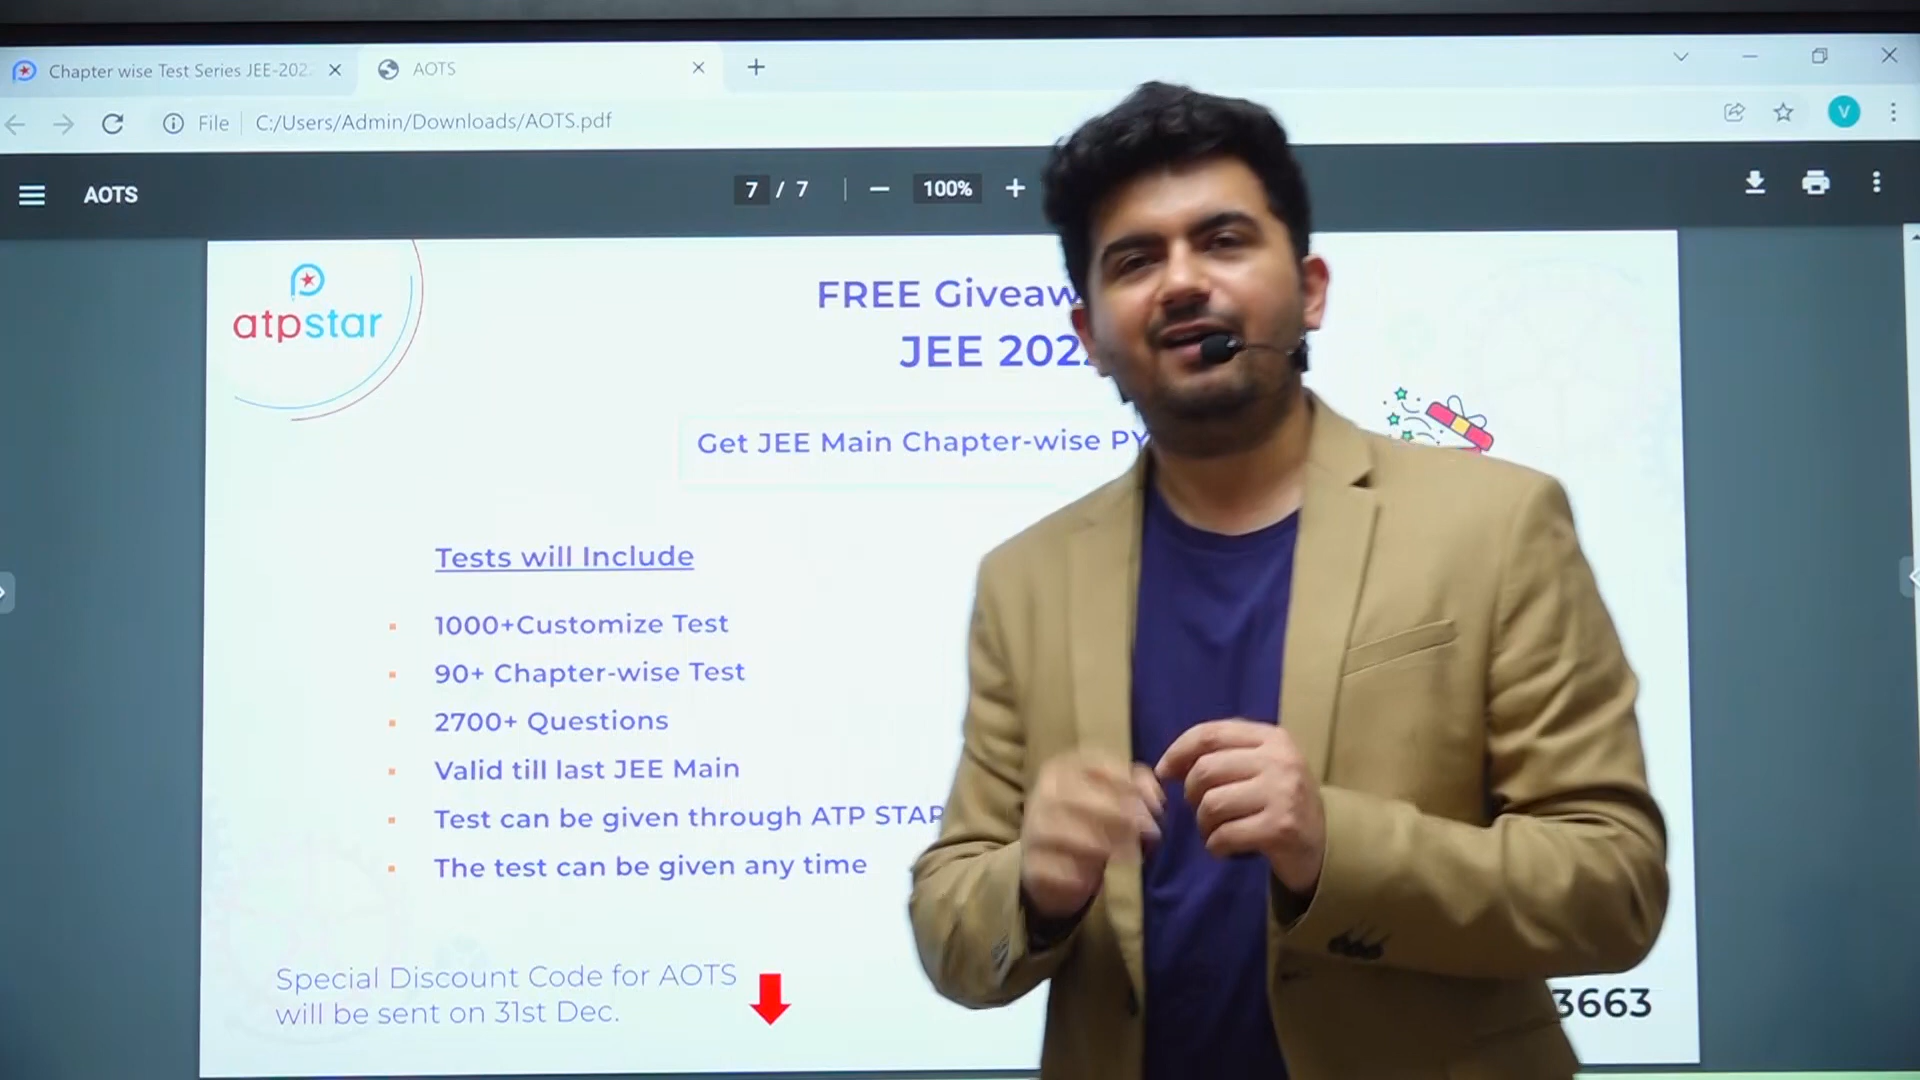 Chapter wise Test Series JEE-202
AOTS
File
C:/Users/Admin/Downloads/AOTS.pdf
V
AOTS
7 / 7
100%
atpstar
FREE
JEE
Get JEE Main Chapter-wise
Tests will Include
1000+Customize Test
90+ Chapter-wise Test
2700+ Questions
Valid till last JEE Main
Test can be given through ATP STAR
The test can be given any time
Special Discount Code for AOTS
will be sent on 31st Dec.
3663